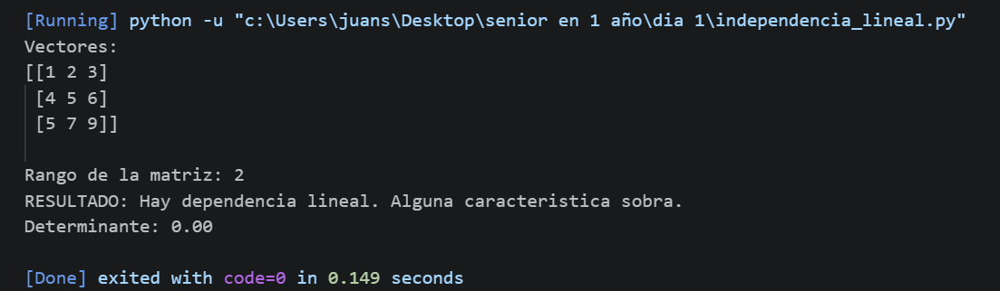 [Running] python -u "c:\Users\juans\Desktop\senior en 1 año\dia 1\independencia_lineal.py"
Vectores:
[[1 2 3]
 [4 5 6]
 [5 7 9]]
Rango de la matriz: 2
RESULTADO: Hay dependencia lineal. Alguna caracteristica sobra.
Determinante: 0.00
[Done] exited with code=0 in 0.149 seconds